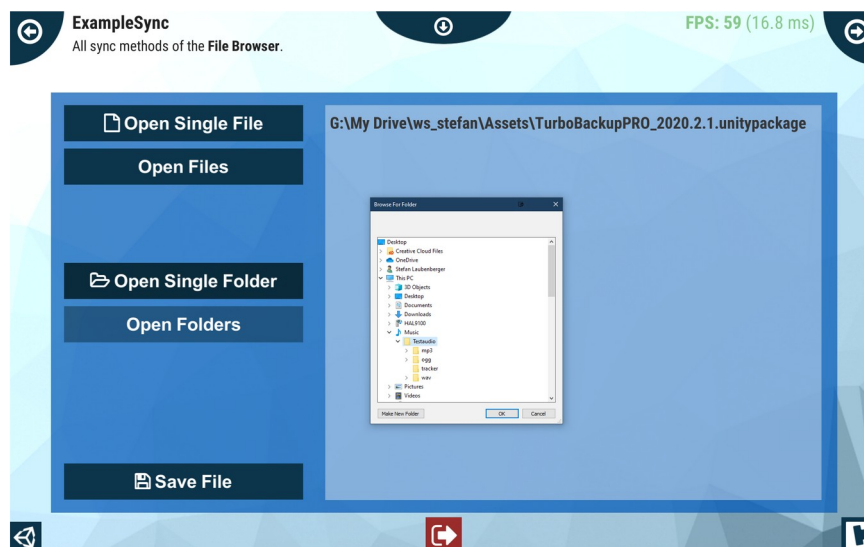 ExampleSync
All sync methods of the File Browser.
FPS: 59 (16.8 ms)
Open Single File
Open Files
Open Single Folder
Open Folders
Save File
G:\My Drive\ws_stefan\Assets\TurboBackupPRO_2020.2.1.unitypackage
Browse For Folder
Desktop
Creative Cloud Files
OneDrive
Stefan Laubenberger
This PC
3D Objects
Desktop
Documents
Downloads
HAL9100
Music
Testaudio
mp3
ogg
tracker
wav
Pictures
Videos
Make New Folder
OK
Cancel